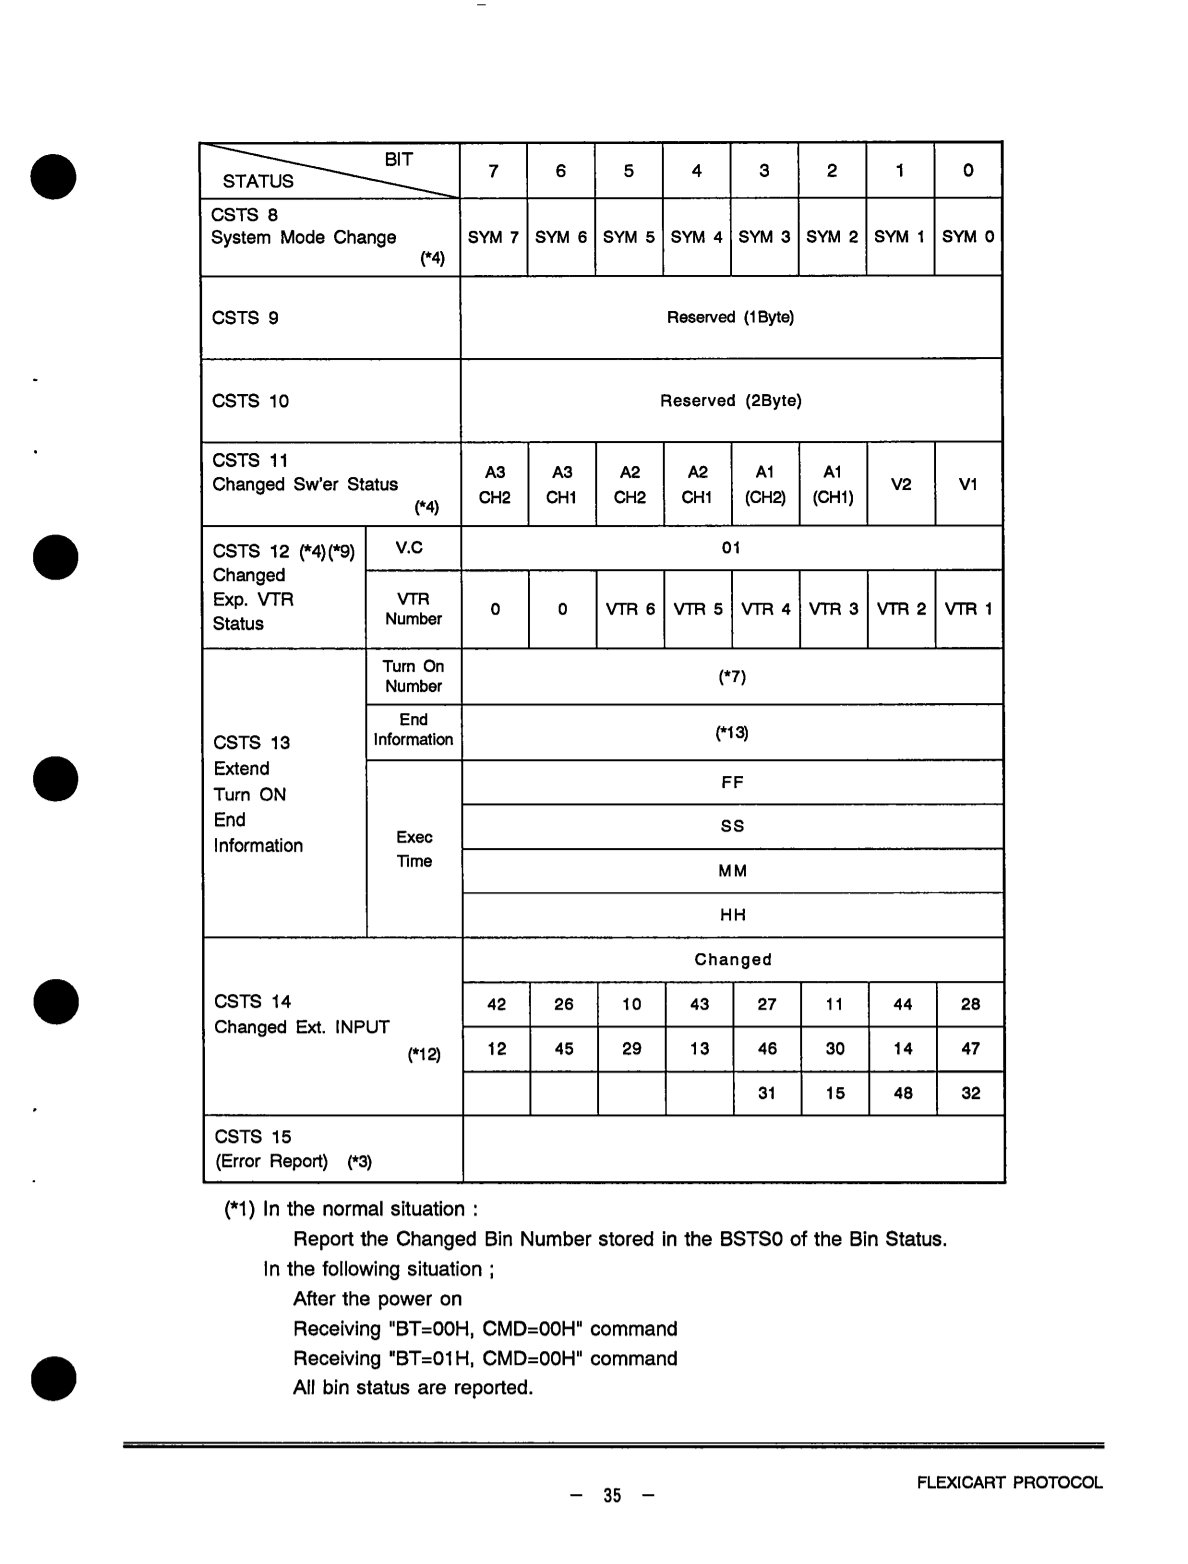 BIT
STATUS
7 6 5 4 3 2 1 0
CSTS 8
System Mode Change
(*4)
SYM 7 SYM 6 SYM 5 SYM 4 SYM 3 SYM 2 SYM 1 SYM 0
CSTS 9
Reserved (1Byte)
CSTS 10
Reserved (2Byte)
CSTS 11
Changed Sw'er Status
(*4)
A3 A3 A2 A2 A1 A1 V2 V1
CH2 CH1 CH2 CH1 (CH2) (CH1)
CSTS 12 (*4)(*9)
Changed
Exp. VTR
Status
V.C
01
VTR
Number
0 0 VTR 6 VTR 5 VTR 4 VTR 3 VTR 2 VTR 1
CSTS 13
Extend
Turn ON
End
Information
Turn On
Number
(*7)
End
Information
(*13)
Exec
Time
FF
SS
MM
HH
CSTS 14
Changed Ext. INPUT
(*12)
Changed
42 26 10 43 27 11 44 28
12 45 29 13 46 30 14 47
31 15 48 32
CSTS 15
(Error Report) (*3)
(*1) In the normal situation :
Report the Changed Bin Number stored in the BSTS0 of the Bin Status.
In the following situation ;
After the power on
Receiving "BT=00H, CMD=00H" command
Receiving "BT=01H, CMD=00H" command
All bin status are reported.
FLEXICART PROTOCOL
– 35 –